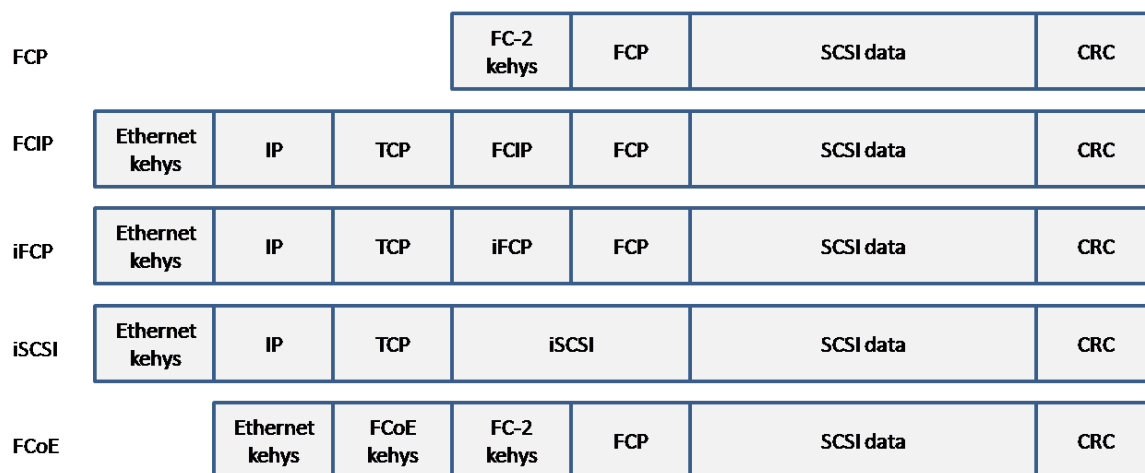 FCP FC-2 kehys FCP SCSI data CRC
FCIP Ethernet kehys IP TCP FCIP FCP SCSI data CRC
iFCP Ethernet kehys IP TCP iFCP FCP SCSI data CRC
iSCSI Ethernet kehys IP TCP iSCSI SCSI data CRC
FCoE Ethernet kehys FCoE kehys FC-2 kehys FCP SCSI data CRC